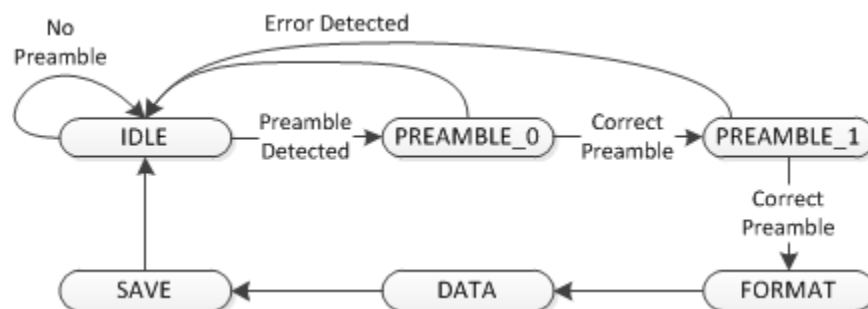 No
Preamble
Error Detected
IDLE
Preamble
Detected
PREAMBLE_0
Correct
Preamble
PREAMBLE_1
Correct
Preamble
SAVE
DATA
FORMAT